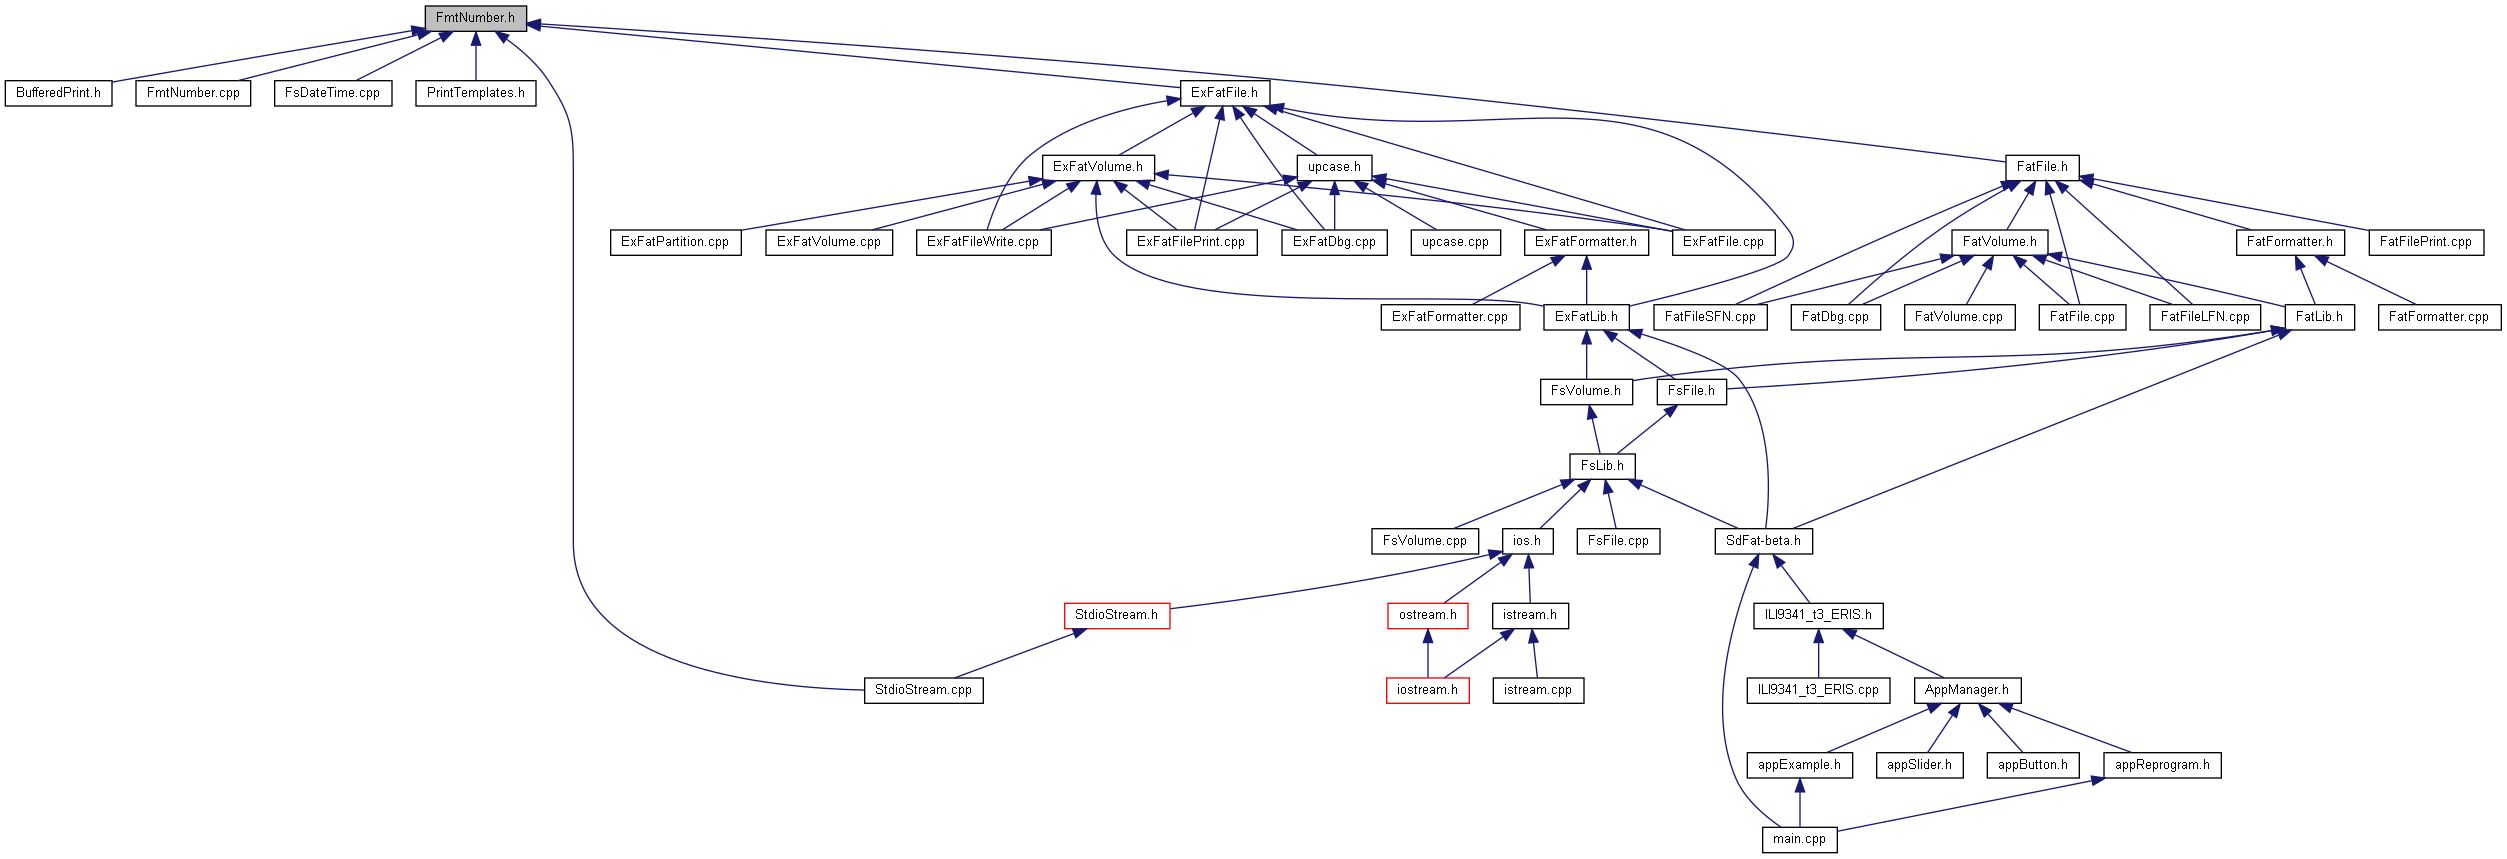 FmtNumber.h
BufferedPrint.h
FmtNumber.cpp
FsDateTime.cpp
PrintTemplates.h
ExFatFile.h
ExFatVolume.h
upcase.h
FatFile.h
ExFatPartition.cpp
ExFatVolume.cpp
ExFatFileWrite.cpp
ExFatFilePrint.cpp
ExFatDbg.cpp
upcase.cpp
ExFatFormatter.h
ExFatFile.cpp
FatVolume.h
FatFormatter.h
FatFilePrint.cpp
ExFatFormatter.cpp
ExFatLib.h
FatFileSFN.cpp
FatDbg.cpp
FatVolume.cpp
FatFile.cpp
FatFileLFN.cpp
FatLib.h
FatFormatter.cpp
FsVolume.h
FsFile.h
FsLib.h
FsVolume.cpp
ios.h
FsFile.cpp
SdFat-beta.h
StdioStream.h
ostream.h
istream.h
ILI9341_t3_ERIS.h
StdioStream.cpp
iostream.h
istream.cpp
ILI9341_t3_ERIS.cpp
AppManager.h
appExample.h
appSlider.h
appButton.h
appReprogram.h
main.cpp